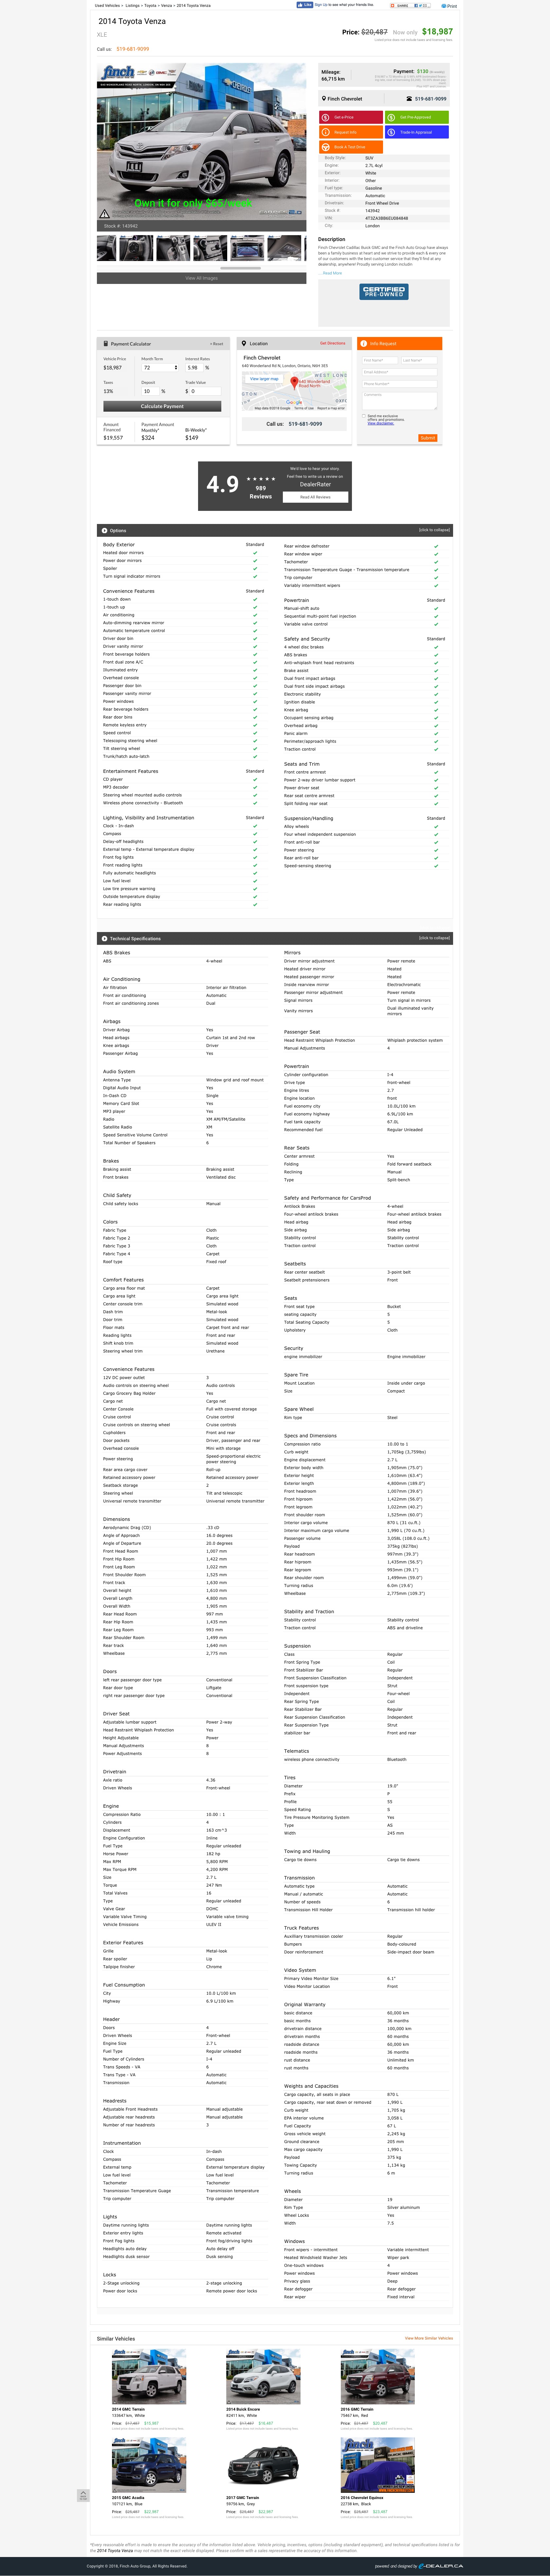 Used Vehicles > Listings > Toyota > Venza > 2014 Toyota Venza
Like Sign Up to see what your friends like.
SHARE
Print
2014 Toyota Venza
XLE
Price: $20,487 Now only $18,987
Call us: 519-681-9099
Mileage: 66,715 km
Payment: $130
Finch Chevrolet 519-681-9099
Get e-Price
Get Pre-Approved
Request Info
Trade-In Appraisal
Book A Test Drive
Body Style: SUV
Engine: 2.7L 4cyl
Exterior: White
Interior: Other
Fuel type: Gasoline
Transmission: Automatic
Drivetrain: Front Wheel Drive
Stock #: 143942
City: London
finch
Own it for only $65/week
Stock #: 143942
View All Images
Description
Finch Chevrolet Cadillac Buick GMC and the Finch Auto Group have always
been a family business at heart and we strive to provide each & every one
of our customers with the best customer service they'll find at any
dealership, anywhere! Proudly serving London includin
... Read More
CERTIFIED
PRE-OWNED
Payment Calculator
Reset
Vehicle Price Month Term Interest Rates
$18,987 72 5.98 %
Taxes Deposit Trade Value
13% 10 % $ 0
Calculate Payment
Amount Financed Payment Amount Monthly* Bi-Weekly*
$19,557 $324 $149
Location Get Directions
Finch Chevrolet
640 Wonderland Rd N, London, Ontario, N6H 3E5
View larger map
640 Wonderland Road North
Google
Map data ©2018 Google Terms of Use Report a map error
Call us: 519-681-9099
Info Request
First Name* Last Name*
Email Address*
Phone Number*
Comments
Send me exclusive
offers and promotions.
View disclaimer.
Submit
4.9
989
Reviews
We'd love to hear your story.
Feel free to write us a review on
DealerRater
Read All Reviews
Options [click to collapse]
Body Exterior Standard
Heated door mirrors
Power door mirrors
Spoiler
Turn signal indicator mirrors
Convenience Features Standard
1-touch down
1-touch up
Air conditioning
Auto-dimming rearview mirror
Automatic temperature control
Driver door bin
Driver vanity mirror
Front beverage holders
Front dual zone A/C
Illuminated entry
Overhead console
Passenger door bin
Passenger vanity mirror
Power windows
Rear beverage holders
Rear door bins
Remote keyless entry
Speed control
Telescoping steering wheel
Tilt steering wheel
Trunk/hatch auto-latch
Entertainment Features Standard
CD player
MP3 decoder
Steering wheel mounted audio controls
Wireless phone connectivity - Bluetooth
Lighting, Visibility and Instrumentation Standard
Clock - In-dash
Compass
Delay-off headlights
External temp - External temperature display
Front fog lights
Front reading lights
Fully automatic headlights
Low fuel level
Low tire pressure warning
Outside temperature display
Rear reading lights
Rear window defroster
Rear window wiper
Tachometer
Transmission Temperature Guage - Transmission temperature
Trip computer
Variably intermittent wipers
Powertrain Standard
Manual-shift auto
Sequential multi-point fuel injection
Variable valve control
Safety and Security Standard
4 wheel disc brakes
ABS brakes
Anti-whiplash front head restraints
Brake assist
Dual front impact airbags
Dual front side impact airbags
Electronic stability
Ignition disable
Knee airbag
Occupant sensing airbag
Overhead airbag
Panic alarm
Perimeter/approach lights
Traction control
Seats and Trim Standard
Front centre armrest
Power 2-way driver lumbar support
Power driver seat
Rear seat centre armrest
Split folding rear seat
Suspension/Handling Standard
Alloy wheels
Four wheel independent suspension
Front anti-roll bar
Power steering
Rear anti-roll bar
Speed-sensing steering
Technical Specifications [click to collapse]
ABS Brakes
ABS 4-wheel
Air Conditioning
Air filtration Interior air filtration
Front air conditioning Automatic
Front air conditioning zones Dual
Airbags
Driver Airbag Yes
Head airbags Curtain 1st and 2nd row
Knee airbags Driver
Passenger Airbag Yes
Audio System
Antenna Type Window grid and roof mount
Digital Audio Input Yes
In-Dash CD Single
Memory Card Slot Yes
MP3 player Yes
Radio XM AM/FM/Satellite
Satellite Radio XM
Speed Sensitive Volume Control Yes
Total Number of Speakers 6
Brakes
Braking assist Braking assist
Front brakes Ventilated disc
Child Safety
Child safety locks Manual
Colors
Fabric Type Cloth
Fabric Type 2 Plastic
Fabric Type 3 Cloth
Fabric Type 4 Carpet
Roof type Fixed roof
Comfort Features
Cargo area floor mat Carpet
Cargo area light Cargo area light
Center console trim Simulated wood
Dash trim Metal-look
Door trim Simulated wood
Floor mats Carpet front and rear
Reading lights Front and rear
Shift knob trim Simulated wood
Steering wheel trim Urethane
Convenience Features
12V DC power outlet 3
Audio controls on steering wheel Audio controls
Cargo Grocery Bag Holder Yes
Cargo net Cargo net
Center Console Full with covered storage
Cruise control Cruise control
Cruise controls on steering wheel Cruise controls
Cupholders Front and rear
Door pockets Driver, passenger and rear
Overhead console Mini with storage
Power steering Speed-proportional electric power steering
Rear area cargo cover Roll-up
Retained accessory power Retained accessory power
Seatback storage 2
Steering wheel Tilt and telescopic
Universal remote transmitter Universal remote transmitter
Dimensions
Aerodynamic Drag (CD) .33 cD
Angle of Approach 16.0 degrees
Angle of Departure 20.0 degrees
Front Head Room 1,007 mm
Front Hip Room 1,422 mm
Front Leg Room 1,022 mm
Front Shoulder Room 1,525 mm
Front track 1,630 mm
Overall height 1,610 mm
Overall Length 4,800 mm
Overall Width 1,905 mm
Rear Head Room 997 mm
Rear Hip Room 1,435 mm
Rear Leg Room 993 mm
Rear Shoulder Room 1,499 mm
Rear track 1,640 mm
Wheelbase 2,775 mm
Doors
left rear passenger door type Conventional
Rear door type Liftgate
right rear passenger door type Conventional
Driver Seat
Adjustable lumbar support Power 2-way
Head Restraint Whiplash Protection Yes
Height Adjustable Power
Manual Adjustments 8
Power Adjustments 8
Drivetrain
Axle ratio 4.36
Driven Wheels Front-wheel
Engine
Compression Ratio 10.00 : 1
Cylinders 4
Displacement 163 cm^3
Engine Configuration Inline
Fuel Type Regular unleaded
Horse Power 182 hp
Max RPM 5,800 RPM
Max Torque RPM 4,200 RPM
Size 2.7 L
Torque 247 Nm
Total Valves 16
Type Regular unleaded
Valve Gear DOHC
Variable Valve Timing Variable valve timing
Vehicle Emissions ULEV II
Exterior Features
Grille Metal-look
Rear spoiler Lip
Tailpipe finisher Chrome
Fuel Consumption
City 10.0 L/100 km
Highway 6.9 L/100 km
Header
Doors 4
Driven Wheels Front-wheel
Engine Size 2.7 L
Fuel Type Regular unleaded
Number of Cylinders I-4
Trans Speeds - VA 6
Trans Type - VA Automatic
Transmission Automatic
Headrests
Adjustable Front Headrests Manual adjustable
Adjustable rear headrests Manual adjustable
Number of rear headrests 3
Instrumentation
Clock In-dash
Compass Compass
External temp External temperature display
Low fuel level Low fuel level
Tachometer Tachometer
Transmission Temperature Guage Transmission temperature
Trip computer Trip computer
Lights
Daytime running lights Daytime running lights
Exterior entry lights Remote activated
Front Fog lights Front fog/driving lights
Headlights auto delay Auto delay off
Headlights dusk sensor Dusk sensing
Locks
2-Stage unlocking 2-stage unlocking
Power door locks Remote power door locks
Mirrors
Driver mirror adjustment Power remote
Heated driver mirror Heated
Heated passenger mirror Heated
Inside rearview mirror Electrochromatic
Passenger mirror adjustment Power remote
Signal mirrors Turn signal in mirrors
Vanity mirrors Dual illuminated vanity mirrors
Passenger Seat
Head Restraint Whiplash Protection Whiplash protection system
Manual Adjustments 4
Powertrain
Cylinder configuration I-4
Drive type front-wheel
Engine litres 2.7
Engine location front
Fuel economy city 10.0L/100 km
Fuel economy highway 6.9L/100 km
Fuel tank capacity 67.0L
Recommended fuel Regular Unleaded
Rear Seats
Center armrest Yes
Folding Fold forward seatback
Reclining Manual
Type Split-bench
Safety and Performance for CarsProd
Antilock Brakes 4-wheel
Four-wheel antilock brakes Four-wheel antilock brakes
Head airbag Head airbag
Side airbag Side airbag
Stability control Stability control
Traction control Traction control
Seatbelts
Rear center seatbelt 3-point belt
Seatbelt pretensioners Front
Seats
Front seat type Bucket
seating capacity 5
Total Seating Capacity 5
Upholstery Cloth
Security
engine immobilizer Engine immobilizer
Spare Tire
Mount Location Inside under cargo
Size Compact
Spare Wheel
Rim type Steel
Specs and Dimensions
Compression ratio 10.00 to 1
Curb weight 1,705kg (3,759lbs)
Engine displacement 2.7 L
Exterior body width 1,905mm (75.0")
Exterior height 1,610mm (63.4")
Exterior length 4,800mm (189.0")
Front headroom 1,007mm (39.6")
Front hiproom 1,422mm (56.0")
Front legroom 1,022mm (40.2")
Front shoulder room 1,525mm (60.0")
Interior cargo volume 870 L (31 cu.ft.)
Interior maximum cargo volume 1,990 L (70 cu.ft.)
Passenger volume 3,058L (108.0 cu.ft.)
Payload 375kg (827lbs)
Rear headroom 997mm (39.3")
Rear hiproom 1,435mm (56.5")
Rear legroom 993mm (39.1")
Rear shoulder room 1,499mm (59.0")
Turning radius 6.0m (19.6')
Wheelbase 2,775mm (109.3")
Stability and Traction
Stability control Stability control
Traction control ABS and driveline
Suspension
Class Regular
Front Spring Type Coil
Front Stabilizer Bar Regular
Front Suspension Classification Independent
Front suspension type Strut
Independent Four-wheel
Rear Spring Type Coil
Rear Stabilizer Bar Regular
Rear Suspension Classification Independent
Rear Suspension Type Strut
stabilizer bar Front and rear
Telematics
wireless phone connectivity Bluetooth
Tires
Diameter 19.0"
Prefix P
Profile 55
Speed Rating S
Tire Pressure Monitoring System Yes
Type AS
Width 245 mm
Towing and Hauling
Cargo tie downs Cargo tie downs
Transmission
Automatic type Automatic
Manual / automatic Automatic
Number of speeds 6
Transmission Hill Holder Transmission hill holder
Truck Features
Auxilliary transmission cooler Regular
Bumpers Body-coloured
Door reinforcement Side-impact door beam
Video System
Primary Video Monitor Size 6.1"
Video Monitor Location Front
Original Warranty
basic distance 60,000 km
basic months 36 months
drivetrain distance 100,000 km
drivetrain months 60 months
roadside distance 60,000 km
roadside months 36 months
rust distance Unlimited km
rust months 60 months
Weights and Capacities
Cargo capacity, all seats in place 870 L
Cargo capacity, rear seat down or removed 1,990 L
Curb weight 1,705 kg
EPA interior volume 3,058 L
Fuel Capacity 67 L
Gross vehicle weight 2,245 kg
Ground clearance 205 mm
Max cargo capacity 1,990 L
Payload 375 kg
Towing Capacity 1,134 kg
Turning radius 6 m
Wheels
Diameter 19
Rim Type Silver aluminum
Wheel Locks Yes
Width 7.5
Windows
Front wipers - intermittent Variable intermittent
Heated Windshield Washer Jets Wiper park
One-touch windows 4
Power windows Power windows
Privacy glass Deep
Rear defogger Rear defogger
Rear wiper Fixed interval
Similar Vehicles View More Similar Vehicles
2014 GMC Terrain
133647 km, White
Price: $17,487 $15,987
2014 Buick Encore
82411 km, White
Price: $17,987 $16,487
2016 GMC Terrain
75467 km, Red
Price: $21,987 $20,487
2015 GMC Acadia
107121 km, Blue
Price: $25,987 $22,987
2017 GMC Terrain
59756 km, Grey
Price: $25,487 $22,987
2016 Chevrolet Equinox
22738 km, Black
Price: $25,487 $23,487
*Every reasonable effort is made to ensure the accuracy of the information listed above. Vehicle pricing, incentives, options (including standard equipment), and technical specifications listed is for
the 2014 Toyota Venza may not match the exact vehicle displayed. Please confirm with a sales representative the accuracy of this information.
Copyright © 2018, Finch Auto Group, All Rights Reserved.
powered and designed by e-DEALER.CA